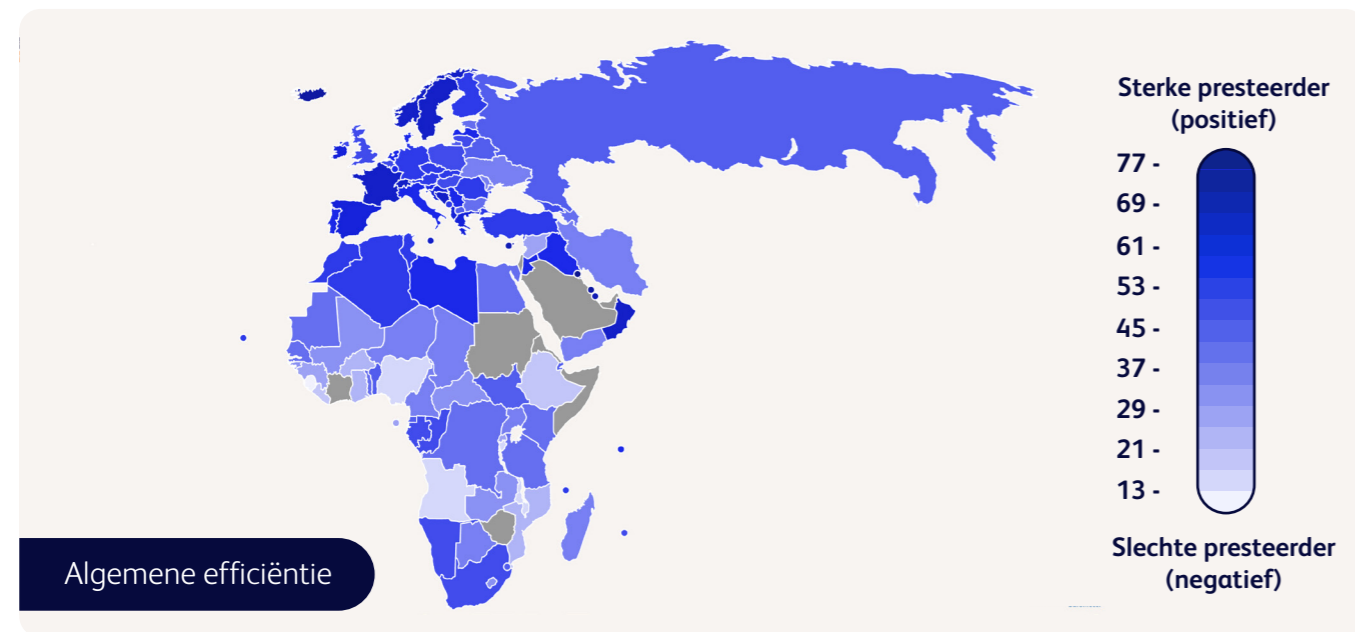 Sterke presteerder
(positief)
77 -
69 -
61 -
53 -
45 -
37 -
29 -
21 -
13 -
Slechte presteerder
(negatief)
Algemene efficiëntie